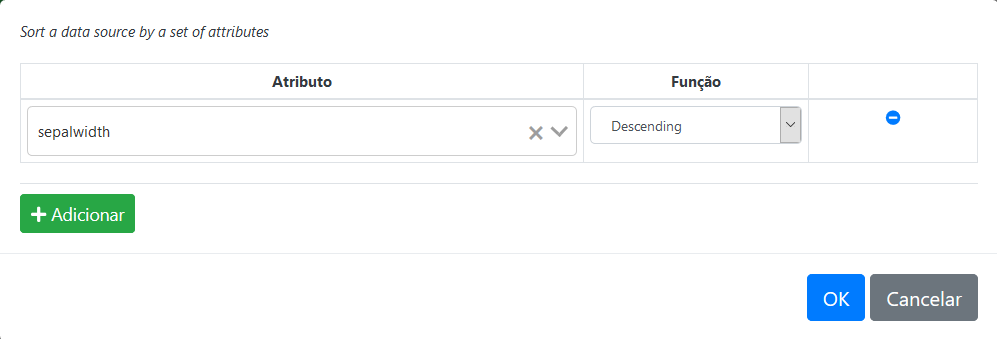 Sort a data source by a set of attributes
Atributo Função
sepalwidth Descending
Adicionar
OK Cancelar